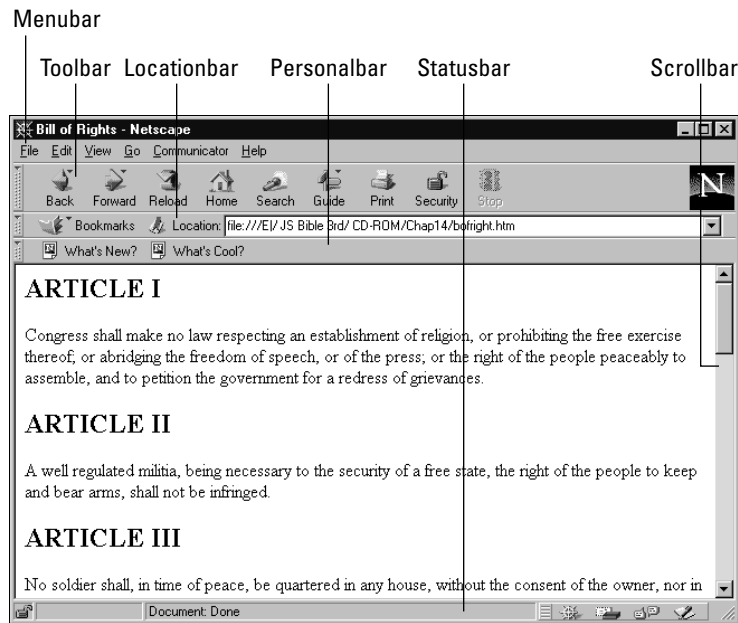 Menubar
Toolbar Locationbar Personalbar Statusbar Scrollbar
Bill of Rights - Netscape
File Edit View Go Communicator Help
N
Back Forward Reload Home Search Guide Print Security Stop
Bookmarks Location: file:///E|/ JS Bible 3rd/ CD-ROM/Chap14/bofright.htm
What's New? What's Cool?
ARTICLE I
Congress shall make no law respecting an establishment of religion, or prohibiting the free exercise
thereof; or abridging the freedom of speech, or of the press; or the right of the people peaceably to
assemble, and to petition the government for a redress of grievances.
ARTICLE II
A well regulated militia, being necessary to the security of a free state, the right of the people to keep
and bear arms, shall not be infringed.
ARTICLE III
No soldier shall, in time of peace, be quartered in any house, without the consent of the owner, nor in
Document: Done